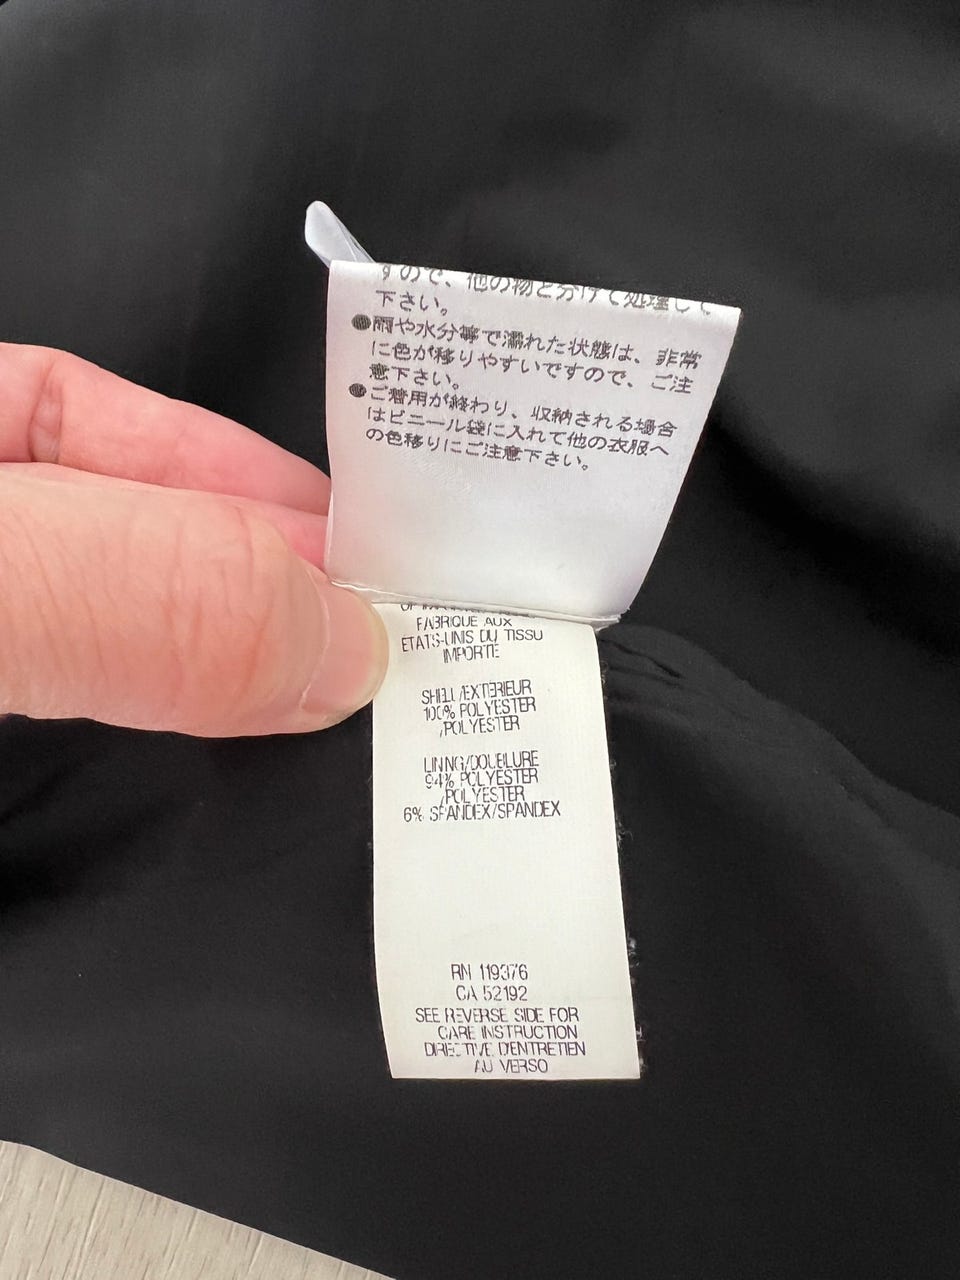 すので、他の物と分けて処理して
下さい。
●雨や水分等で濡れた状態は、非常
に色が移りやすいですので、ご注
意下さい。
●ご着用が終わり、収納される場合
はビニール袋に入れて他の衣服へ
の色移りにご注意下さい。
FABRIQUE AUX
ETATS-UNIS DU TISSU
IMPORTE
SHELL/EXTERIEUR
100% POLYESTER
/POLYESTER
LINING/DOUBLURE
94% POLYESTER
/POLYESTER
6% SPANDEX/SPANDEX
RN 119376
CA 52192
SEE REVERSE SIDE FOR
CARE INSTRUCTION
DIRECTIVE D'ENTRETIEN
AU VERSO